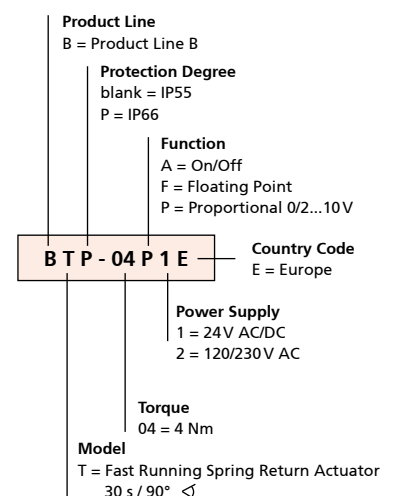 Product Line
B = Product Line B
Protection Degree
blank = IP55
P = IP66
Function
A = On/Off
F = Floating Point
P = Proportional 0/2...10 V
B T P - 04 P 1 E
Country Code
E = Europe
Power Supply
1 = 24 V AC/DC
2 = 120/230 V AC
Torque
04 = 4 Nm
Model
T = Fast Running Spring Return Actuator
30 s / 90° ∢